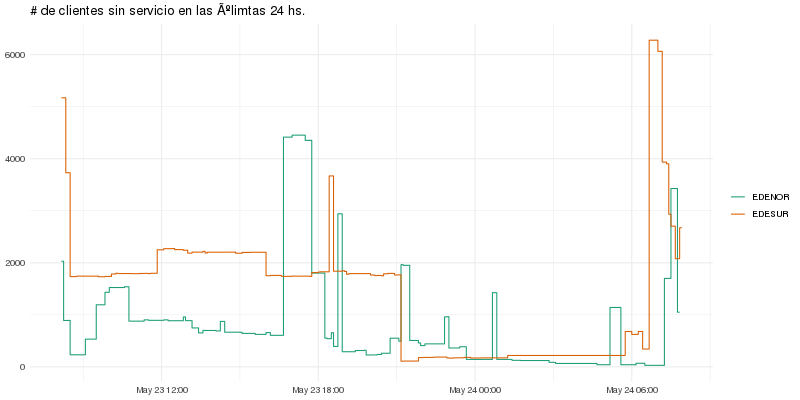 # de clientes sin servicio en las Ãºlimtas 24 hs.
6000
4000
2000
0
May 23 12:00
May 23 18:00
May 24 00:00
May 24 06:00
EDENOR
EDESUR